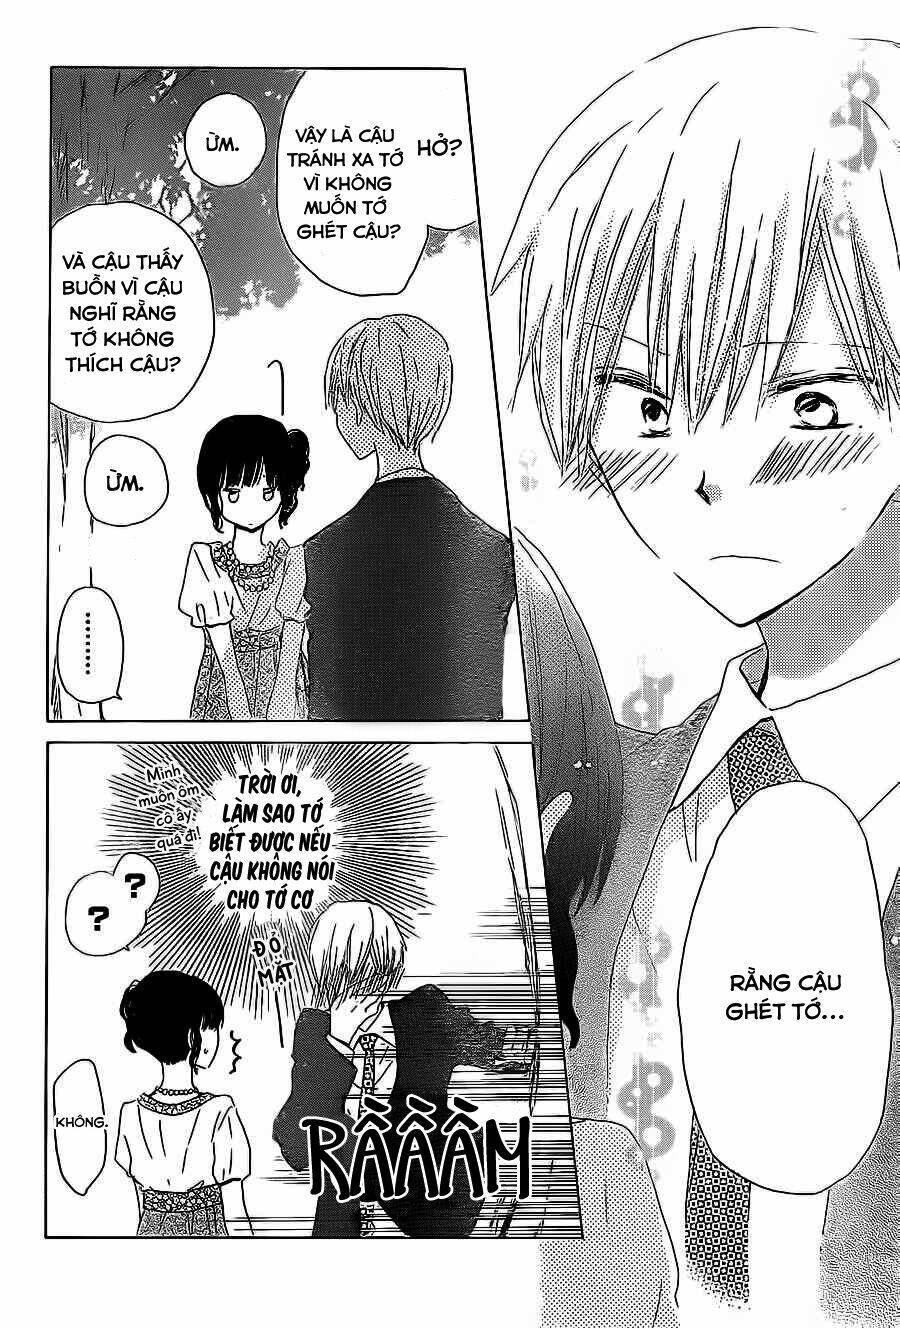 RẰNG CẬU
GHÉT TỚ...
HỞ?
VẬY LÀ CẬU
TRÁNH XA TỚ
VÌ KHÔNG
MUỐN TỚ
GHÉT CẬU?
ỪM.
VÀ CẬU THẤY
BUỒN VÌ CẬU
NGHĨ RẰNG
TỚ KHÔNG
THÍCH CẬU?
ỪM.
........
TRỜI ƠI,
LÀM SAO TỚ
BIẾT ĐƯỢC NẾU
CẬU KHÔNG NÓI
CHO TỚ CƠ
Mình
muốn ôm
cô ấy
quá đi!
ĐỎ
MẶT
?
?
RẦẦẦẦM
KHÔNG.